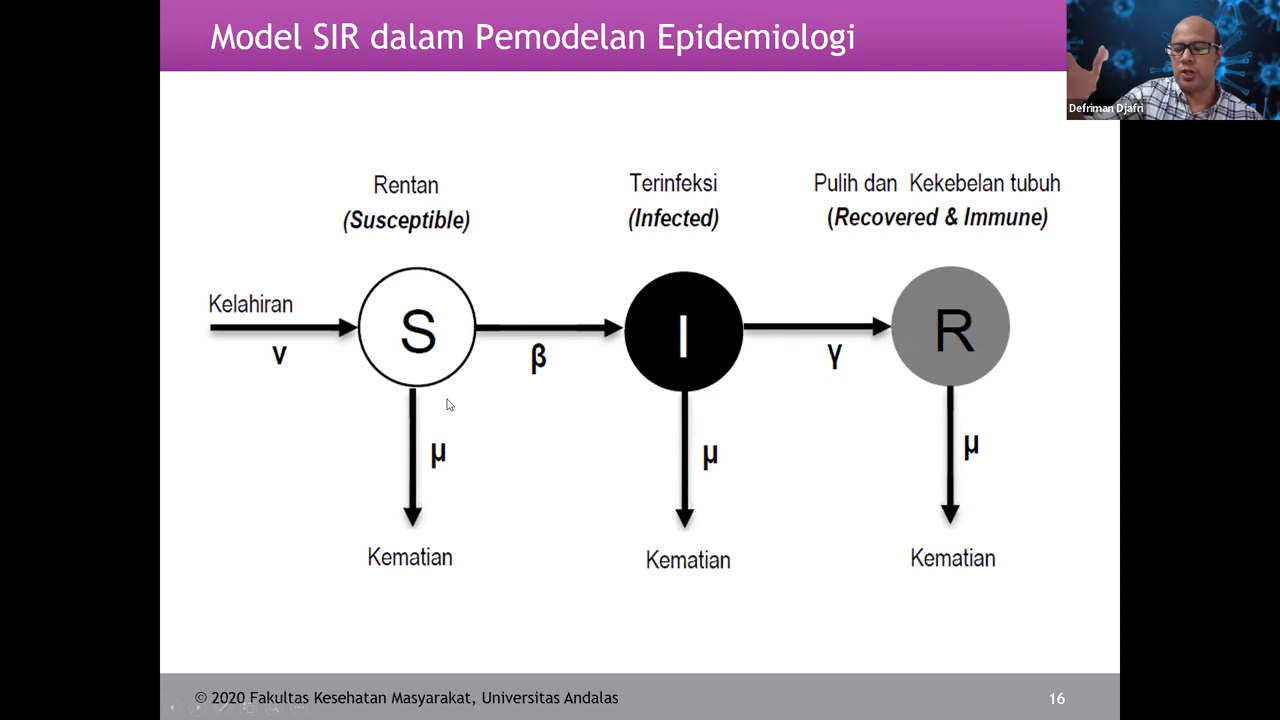 Model SIR dalam Pemodelan Epidemiologi
Defriman Djafri
Rentan
(Susceptible)
Terinfeksi
(Infected)
Pulih dan Kekebelan tubuh
(Recovered & Immune)
Kelahiran
ν
S
β
I
γ
R
μ
μ
μ
Kematian
Kematian
Kematian
© 2020 Fakultas Kesehatan Masyarakat, Universitas Andalas
16